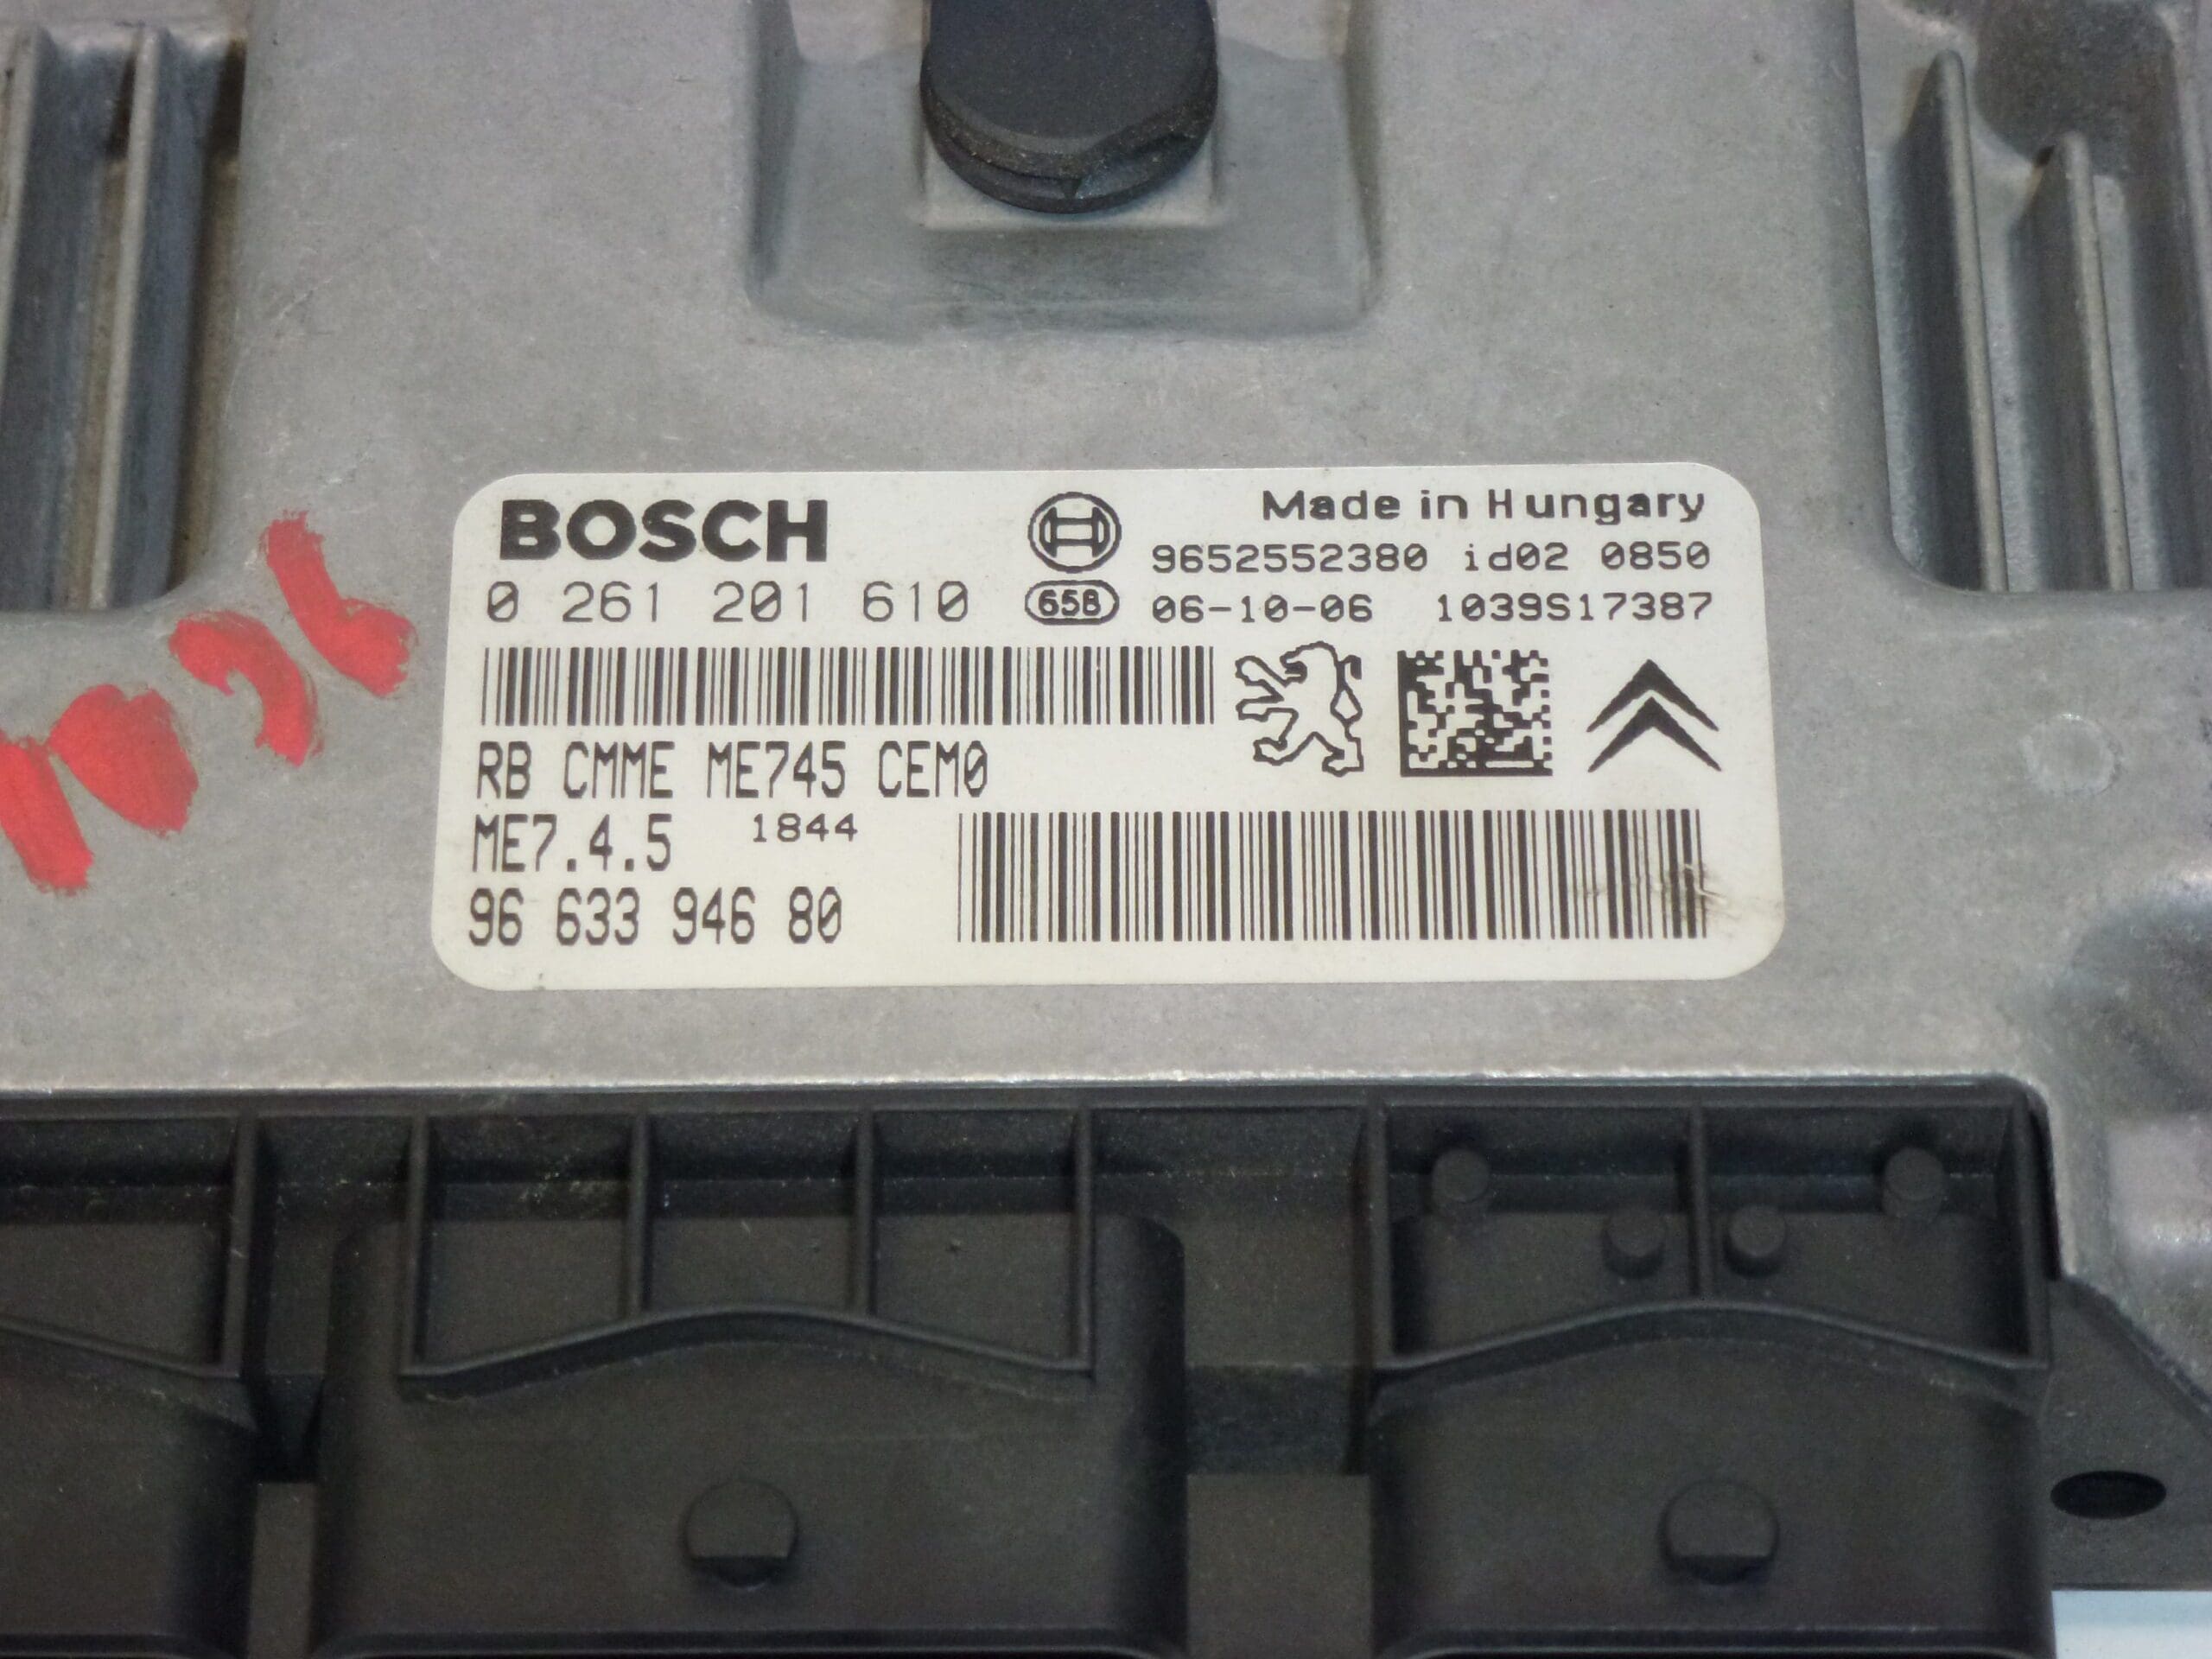 BOSCH
Made in Hungary
9652552380 id02 0850
0 261 201 610
658
06-10-06 1039S17387
RB CMME ME745 CEM0
ME7.4.5 1844
96 633 946 80